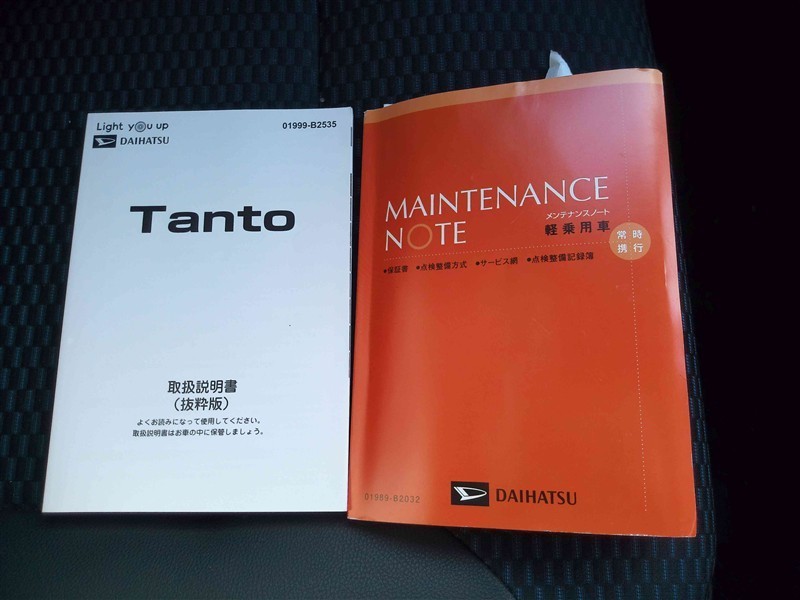 Light you up
DAIHATSU
01999-B2535
Tanto
取扱説明書
（抜粋版）
よくお読みになって使用してください。
取扱説明書はお車の中に保管しましょう。
MAINTENANCE
NOTE
メンテナンスノート
軽乗用車
常時
携行
●保証書 ●点検整備方式 ●サービス網 ●点検整備記録簿
01999-B2032
DAIHATSU